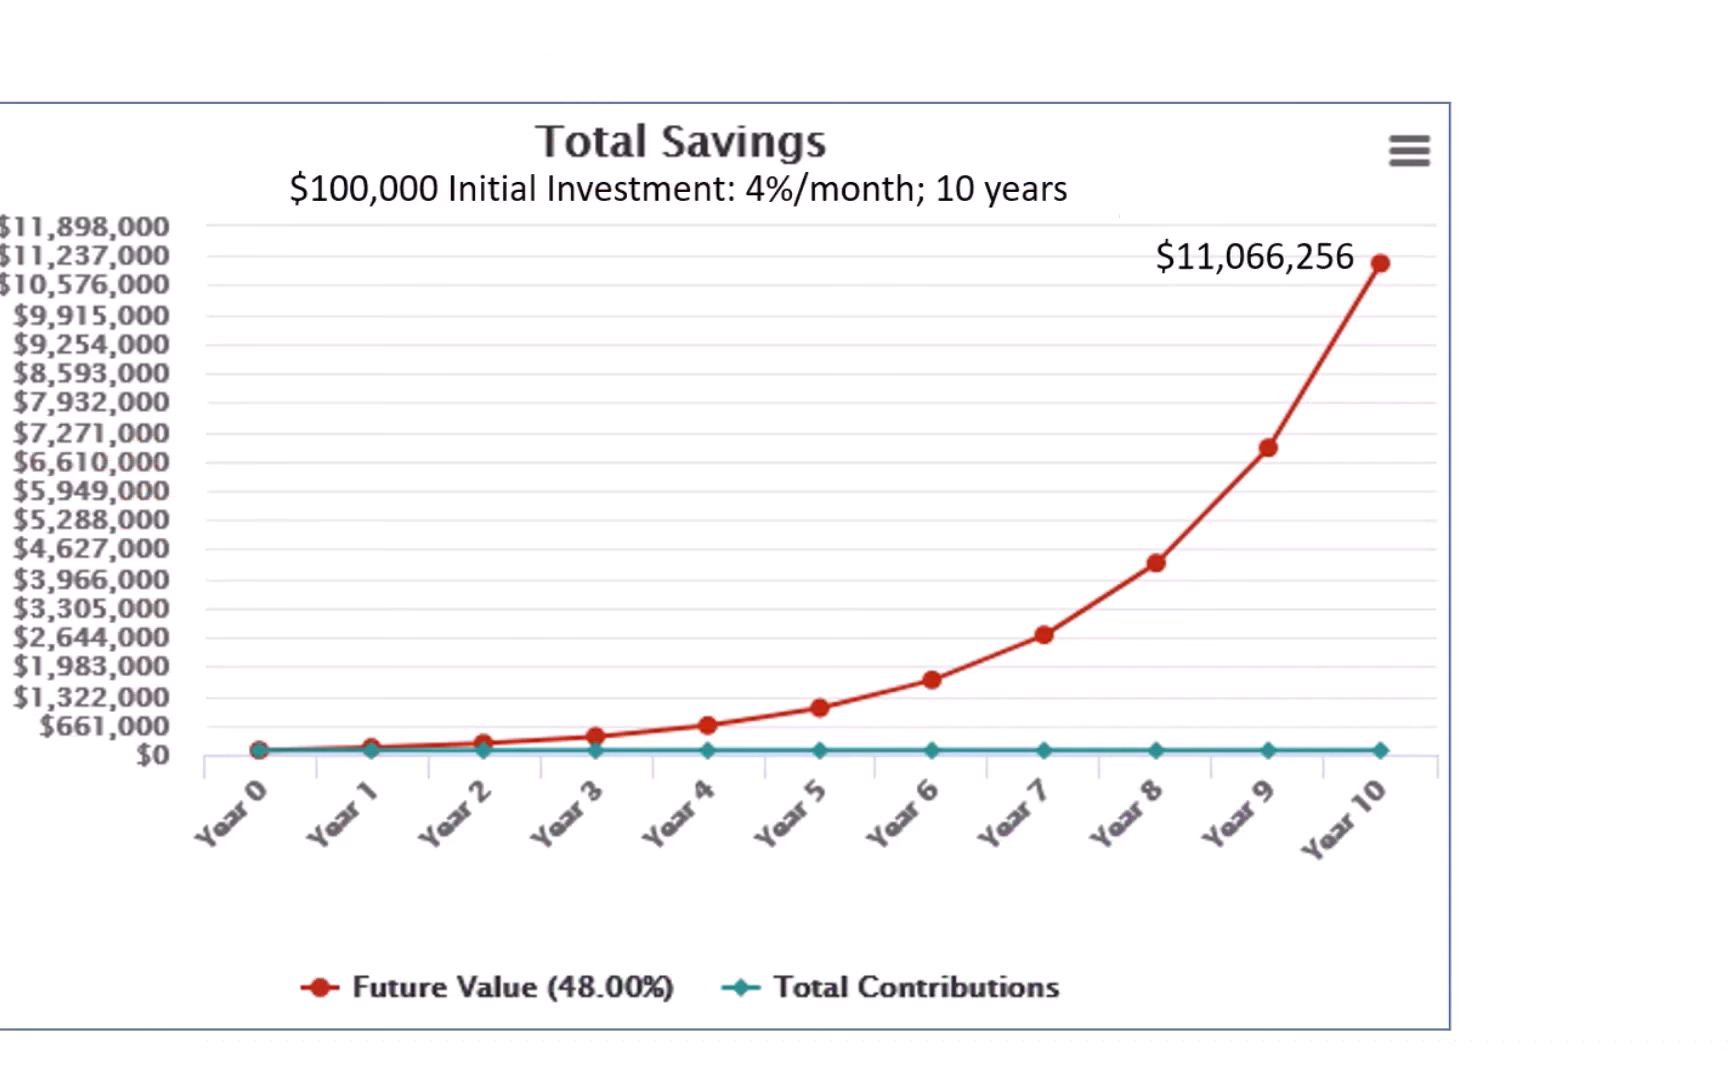 Total Savings
$100,000 Initial Investment: 4%/month; 10 years
$11,898,000
$11,237,000
$10,576,000
$9,915,000
$9,254,000
$8,593,000
$7,932,000
$7,271,000
$6,610,000
$5,949,000
$5,288,000
$4,627,000
$3,966,000
$3,305,000
$2,644,000
$1,983,000
$1,322,000
$661,000
$0
$11,066,256
Year 0
Year 1
Year 2
Year 3
Year 4
Year 5
Year 6
Year 7
Year 8
Year 9
Year 10
Future Value (48.00%)
Total Contributions